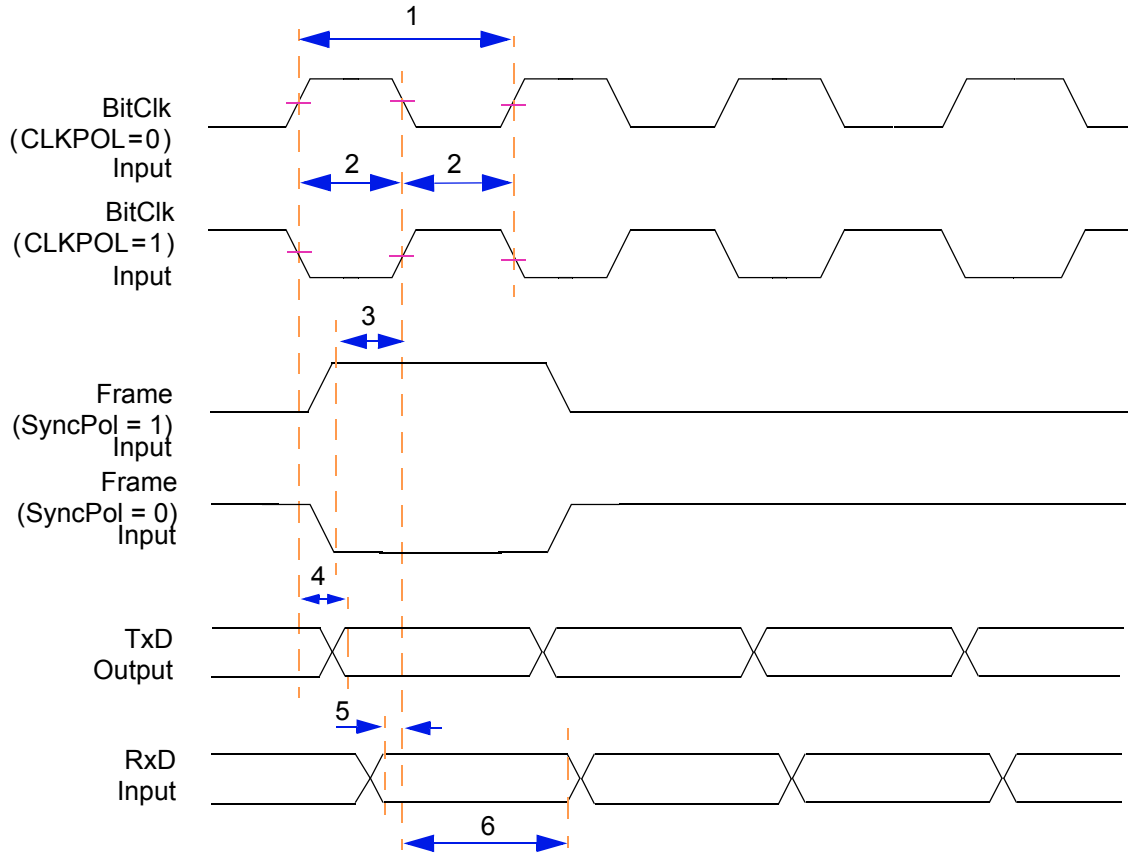 1
BitClk
(CLKPOL=0)
Input
2
2
BitClk
(CLKPOL=1)
Input
3
Frame
(SyncPol = 1)
Input
Frame
(SyncPol = 0)
Input
4
TxD
Output
5
RxD
Input
6